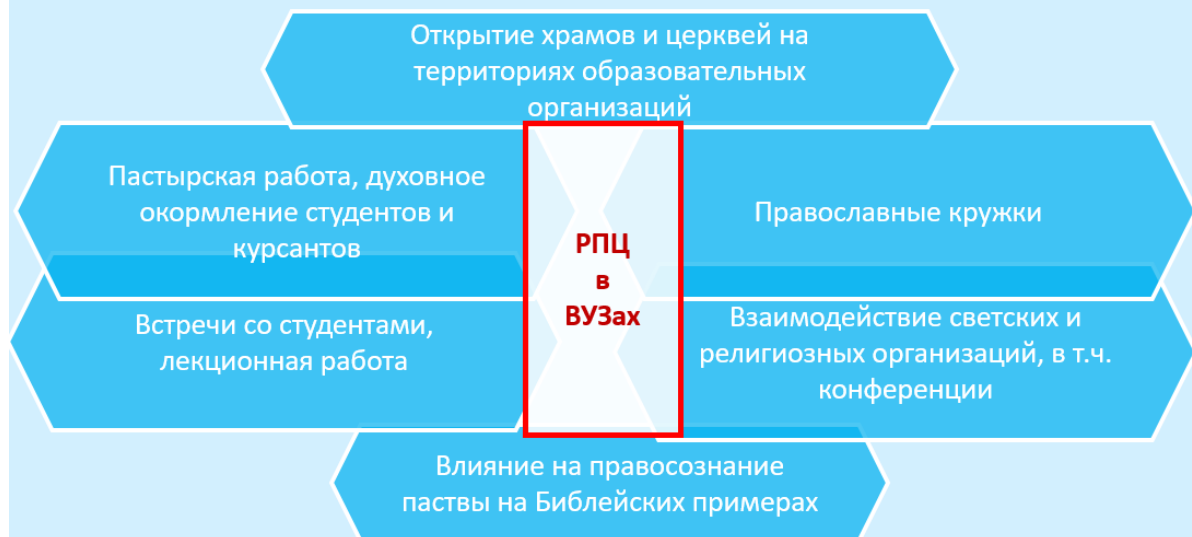 Открытие храмов и церквей на
территориях образовательных
организаций
Пастырская работа, духовное
окормление студентов и
курсантов
Православные кружки
РПЦ
в
ВУЗах
Встречи со студентами,
лекционная работа
Взаимодействие светских и
религиозных организаций, в т.ч.
конференции
Влияние на правосознание
паствы на Библейских примерах